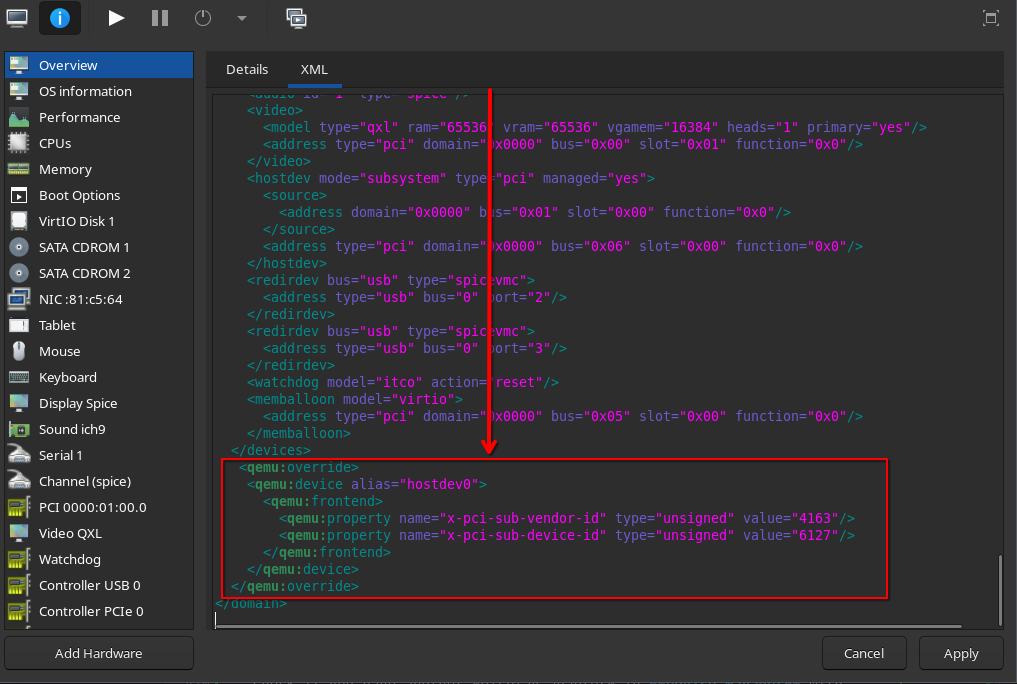 Overview
OS information
Performance
CPUs
Memory
Boot Options
VirtIO Disk 1
SATA CDROM 1
SATA CDROM 2
NIC :81:c5:64
Tablet
Mouse
Keyboard
Display Spice
Sound ich9
Serial 1
Channel (spice)
PCI 0000:01:00.0
Video QXL
Watchdog
Controller USB 0
Controller PCIe 0
Add Hardware
Details XML
<video>
<model type="qxl" ram="65536" vram="65536" vgamem="16384" heads="1" primary="yes"/>
<address type="pci" domain="0x0000" bus="0x00" slot="0x01" function="0x0"/>
</video>
<hostdev mode="subsystem" type="pci" managed="yes">
<source>
<address domain="0x0000" bus="0x01" slot="0x00" function="0x0"/>
</source>
<address type="pci" domain="0x0000" bus="0x06" slot="0x00" function="0x0"/>
</hostdev>
<redirdev bus="usb" type="spicevmc">
<address type="usb" bus="0" port="2"/>
</redirdev>
<redirdev bus="usb" type="spicevmc">
<address type="usb" bus="0" port="3"/>
</redirdev>
<watchdog model="itco" action="reset"/>
<memballoon model="virtio">
<address type="pci" domain="0x0000" bus="0x05" slot="0x00" function="0x0"/>
</memballoon>
</devices>
<qemu:override>
<qemu:device alias="hostdev0">
<qemu:frontend>
<qemu:property name="x-pci-sub-vendor-id" type="unsigned" value="4163"/>
<qemu:property name="x-pci-sub-device-id" type="unsigned" value="6127"/>
</qemu:frontend>
</qemu:device>
</qemu:override>
</domain>
Cancel Apply